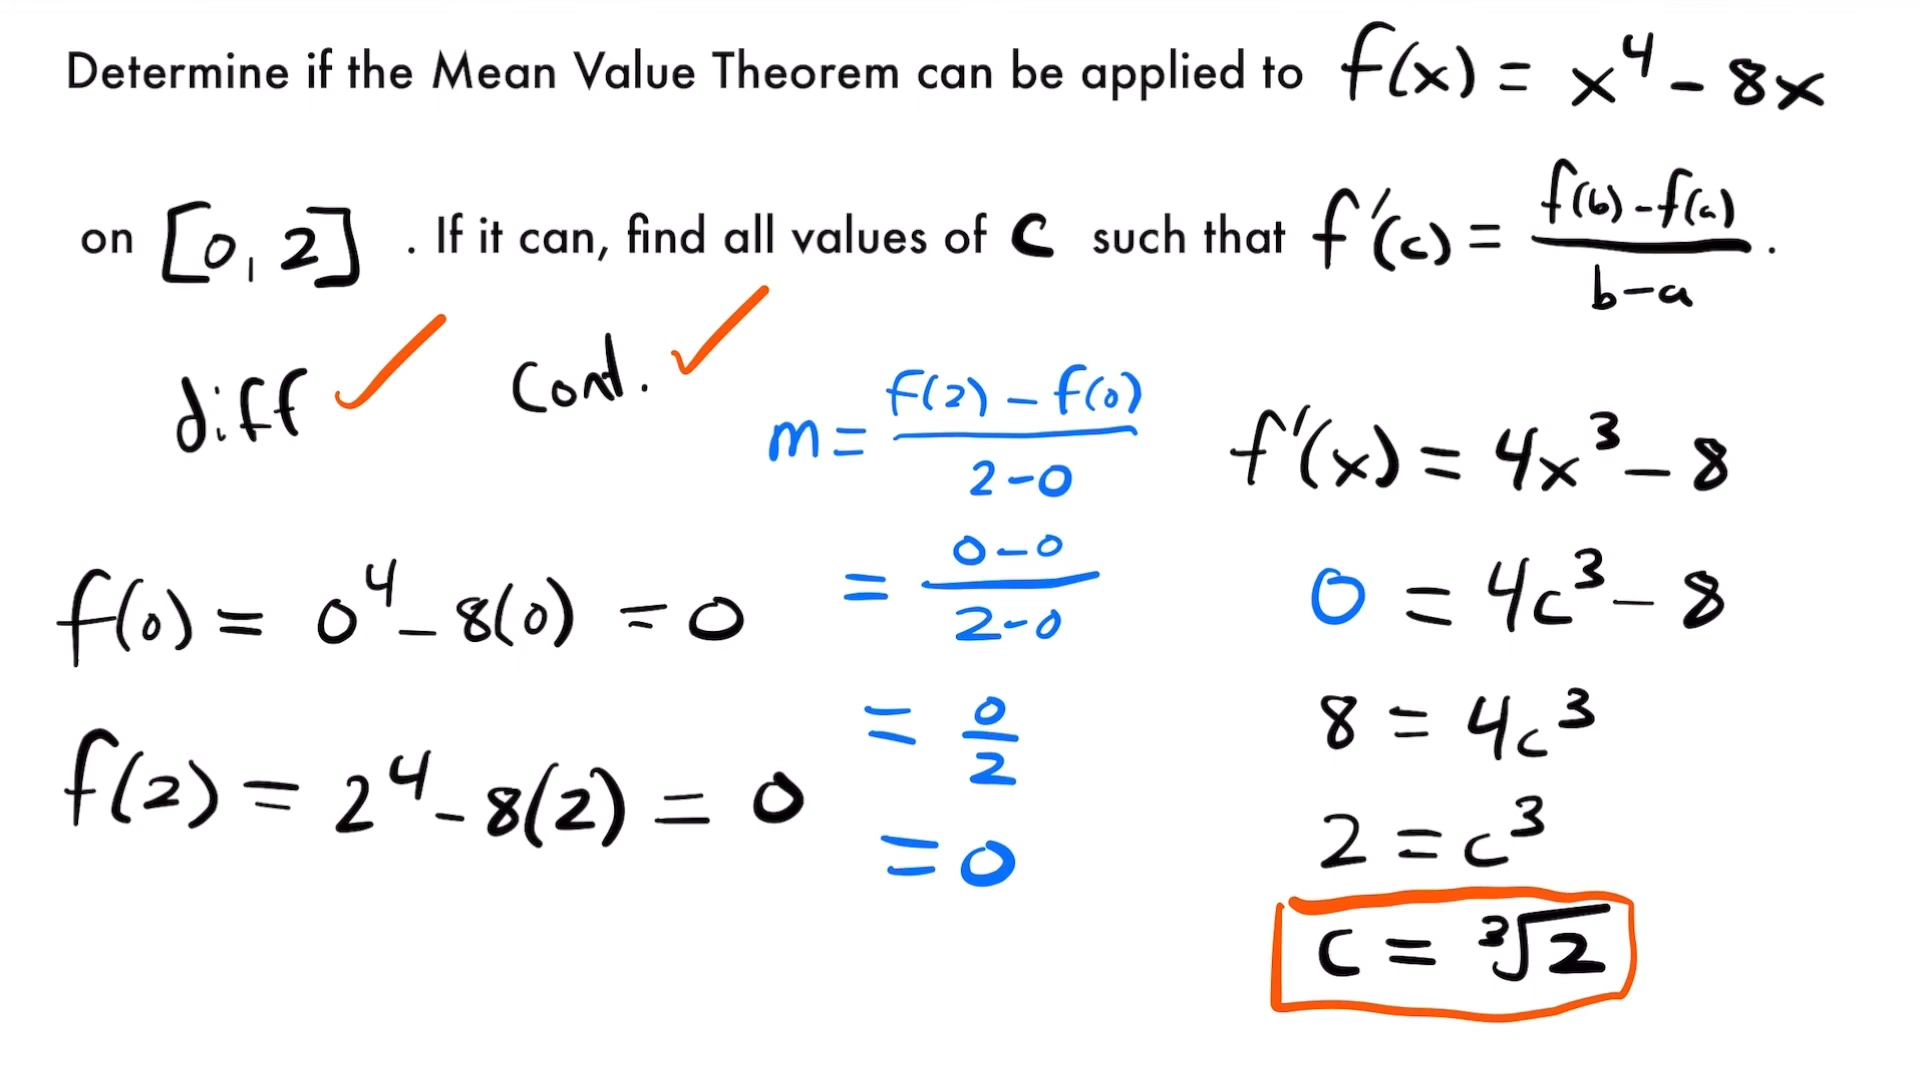 Determine if the Mean Value Theorem can be applied to f(x) = x⁴ - 8x
on [0, 2] . If it can, find all values of c such that f'(c) = (f(b) - f(a))/(b - a) .
diff ✓ Cont. ✓
f(0) = 0⁴ - 8(0) = 0
f(2) = 2⁴ - 8(2) = 0
m = (f(2) - f(0))/(2 - 0)
= (0 - 0)/(2 - 0)
= 0/2
= 0
f'(x) = 4x³ - 8
0 = 4c³ - 8
8 = 4c³
2 = c³
c = ³√2